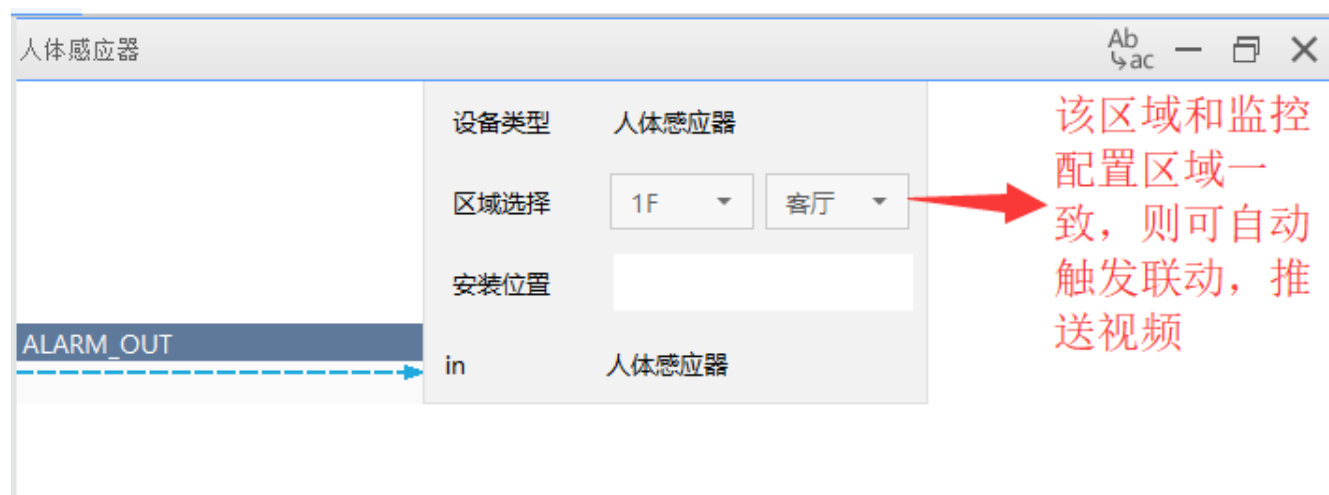 人体感应器
Ab
ac
设备类型 人体感应器
区域选择 1F 客厅
安装位置
ALARM_OUT
in 人体感应器
该区域和监控
配置区域一
致，则可自动
触发联动，推
送视频